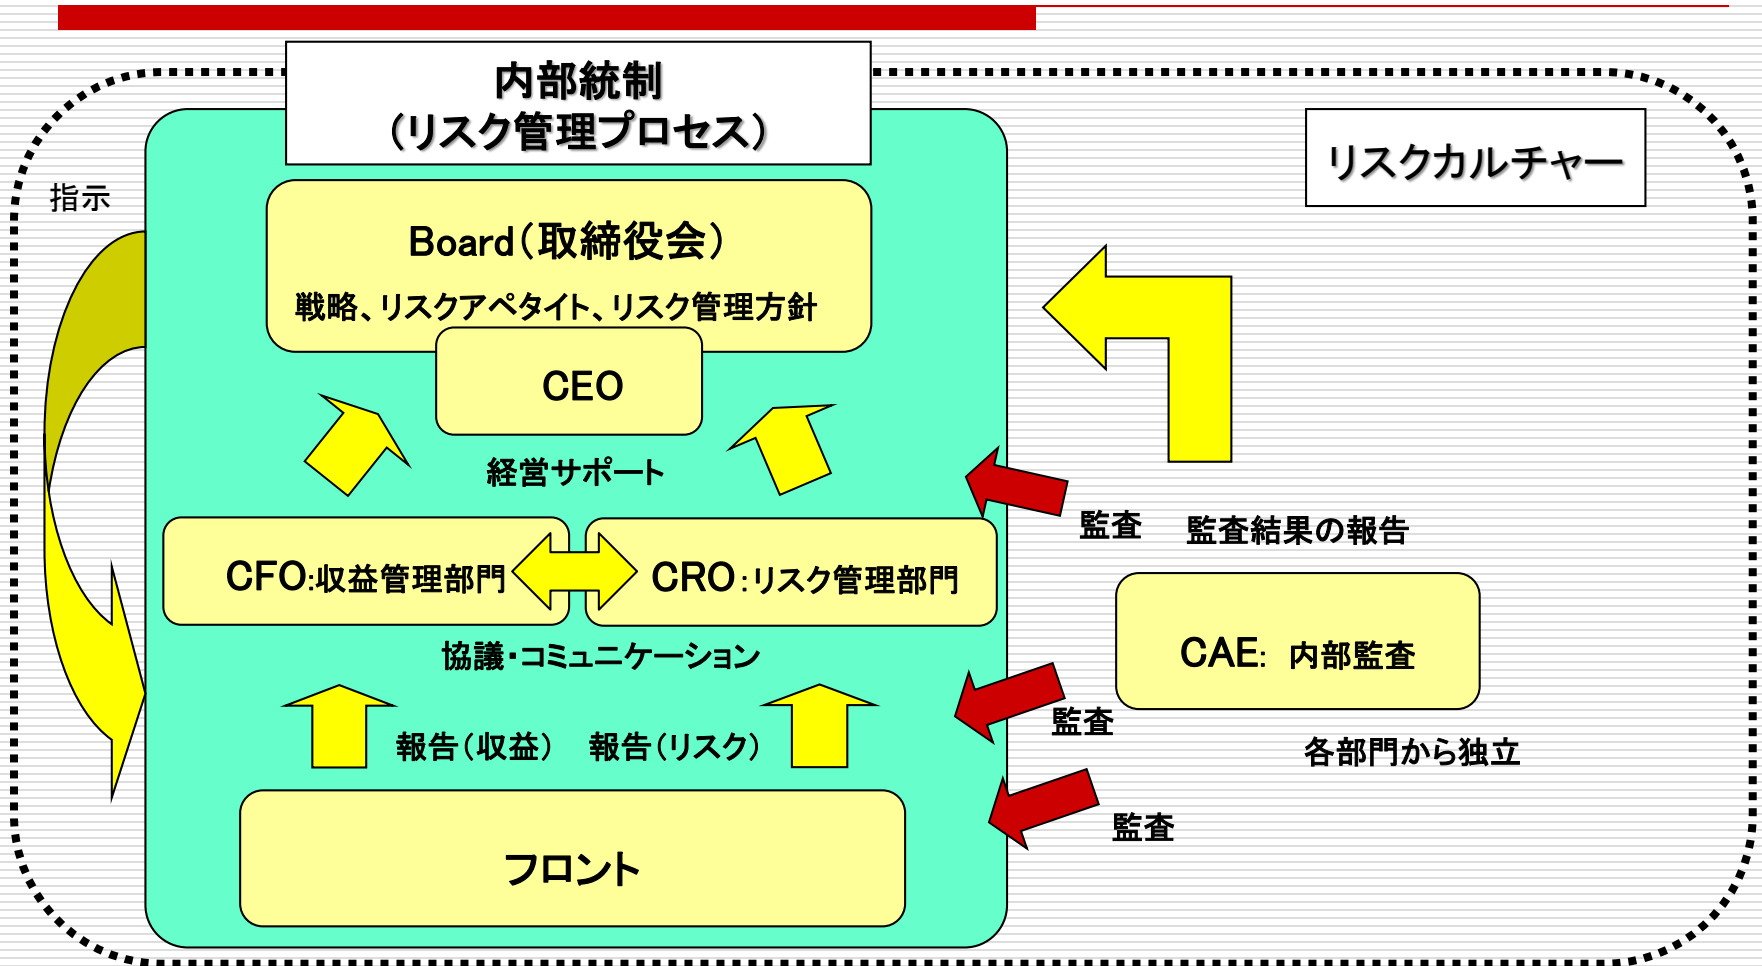 内部統制
（リスク管理プロセス）
リスクカルチャー
指示
Board（取締役会）
戦略、リスクアペタイト、リスク管理方針
CEO
経営サポート
監査
監査結果の報告
CFO:収益管理部門
CRO：リスク管理部門
協議・コミュニケーション
CAE: 内部監査
監査
各部門から独立
報告（収益）
報告（リスク）
監査
フロント